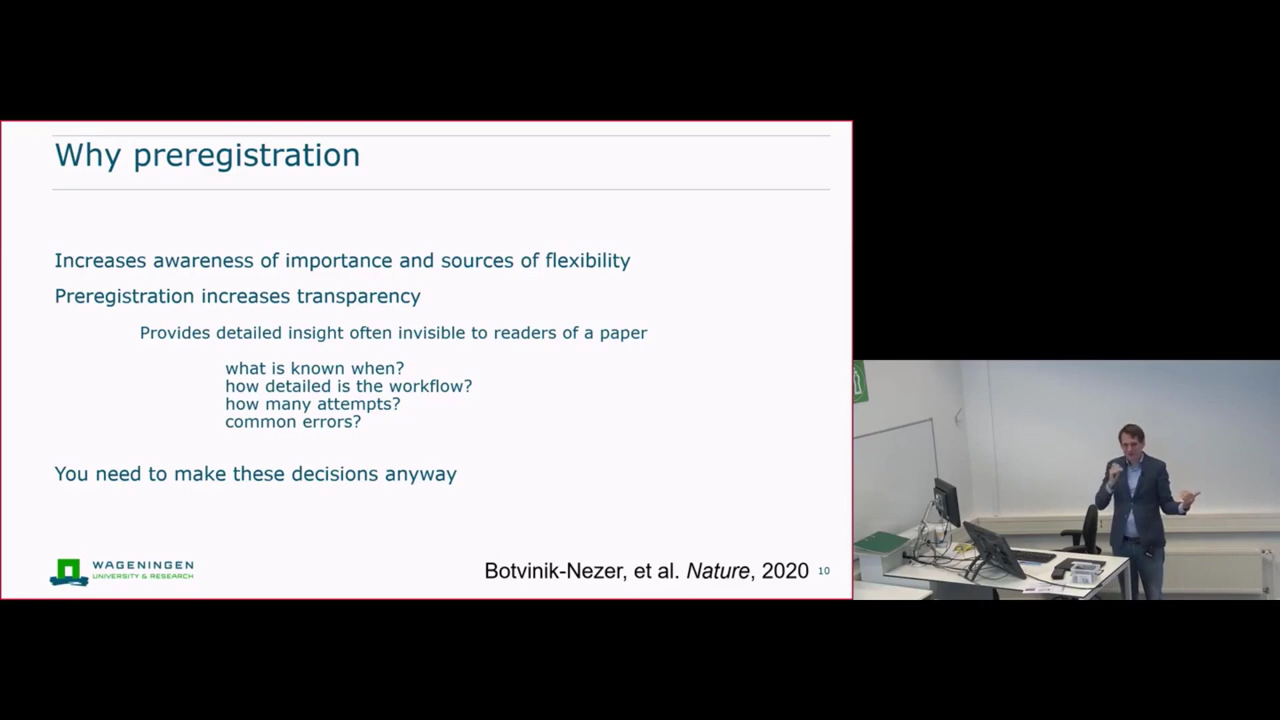 Why preregistration
Increases awareness of importance and sources of flexibility
Preregistration increases transparency
Provides detailed insight often invisible to readers of a paper
what is known when?
how detailed is the workflow?
how many attempts?
common errors?
You need to make these decisions anyway
WAGENINGEN
UNIVERSITY & RESEARCH
Botvinik-Nezer, et al. Nature, 2020
10